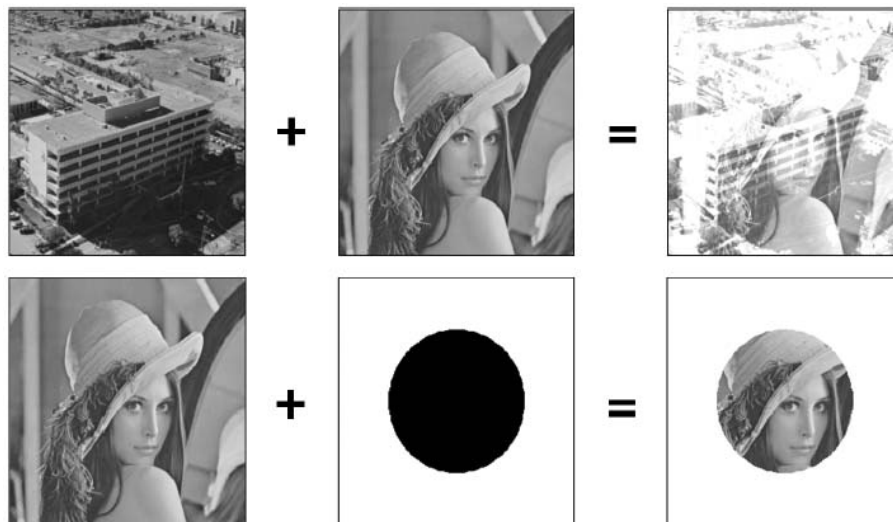 + =
+ =